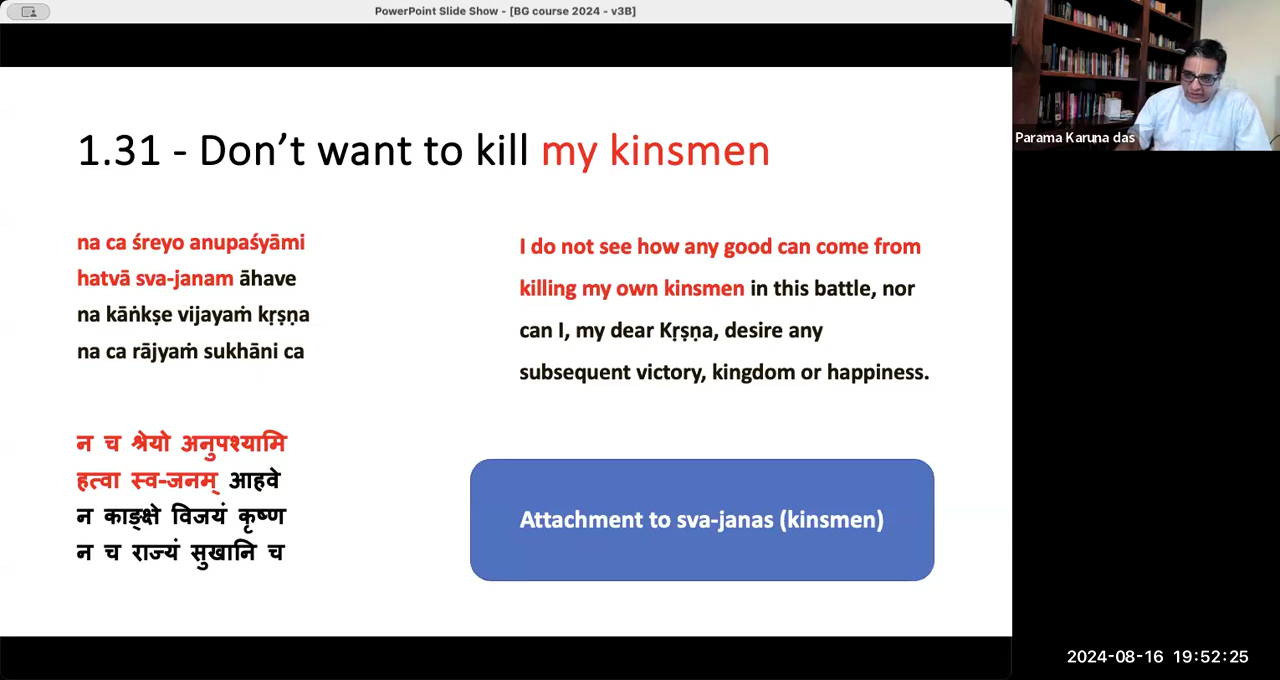 PowerPoint Slide Show - [BG course 2024 - v3B]
1.31 - Don’t want to kill my kinsmen
na ca śreyo anupaśyāmi
hatvā sva-janam āhave
na kāṅkṣe vijayaṁ kṛṣṇa
na ca rājyaṁ sukhāni ca
न च श्रेयो अनुपश्यामि
हत्वा स्व-जनम् आहवे
न काङ्क्षे विजयं कृष्ण
न च राज्यं सुखानि च
I do not see how any good can come from
killing my own kinsmen in this battle, nor
can I, my dear Kṛṣṇa, desire any
subsequent victory, kingdom or happiness.
Attachment to sva-janas (kinsmen)
Parama Karuna das
2024-08-16 19:52:25